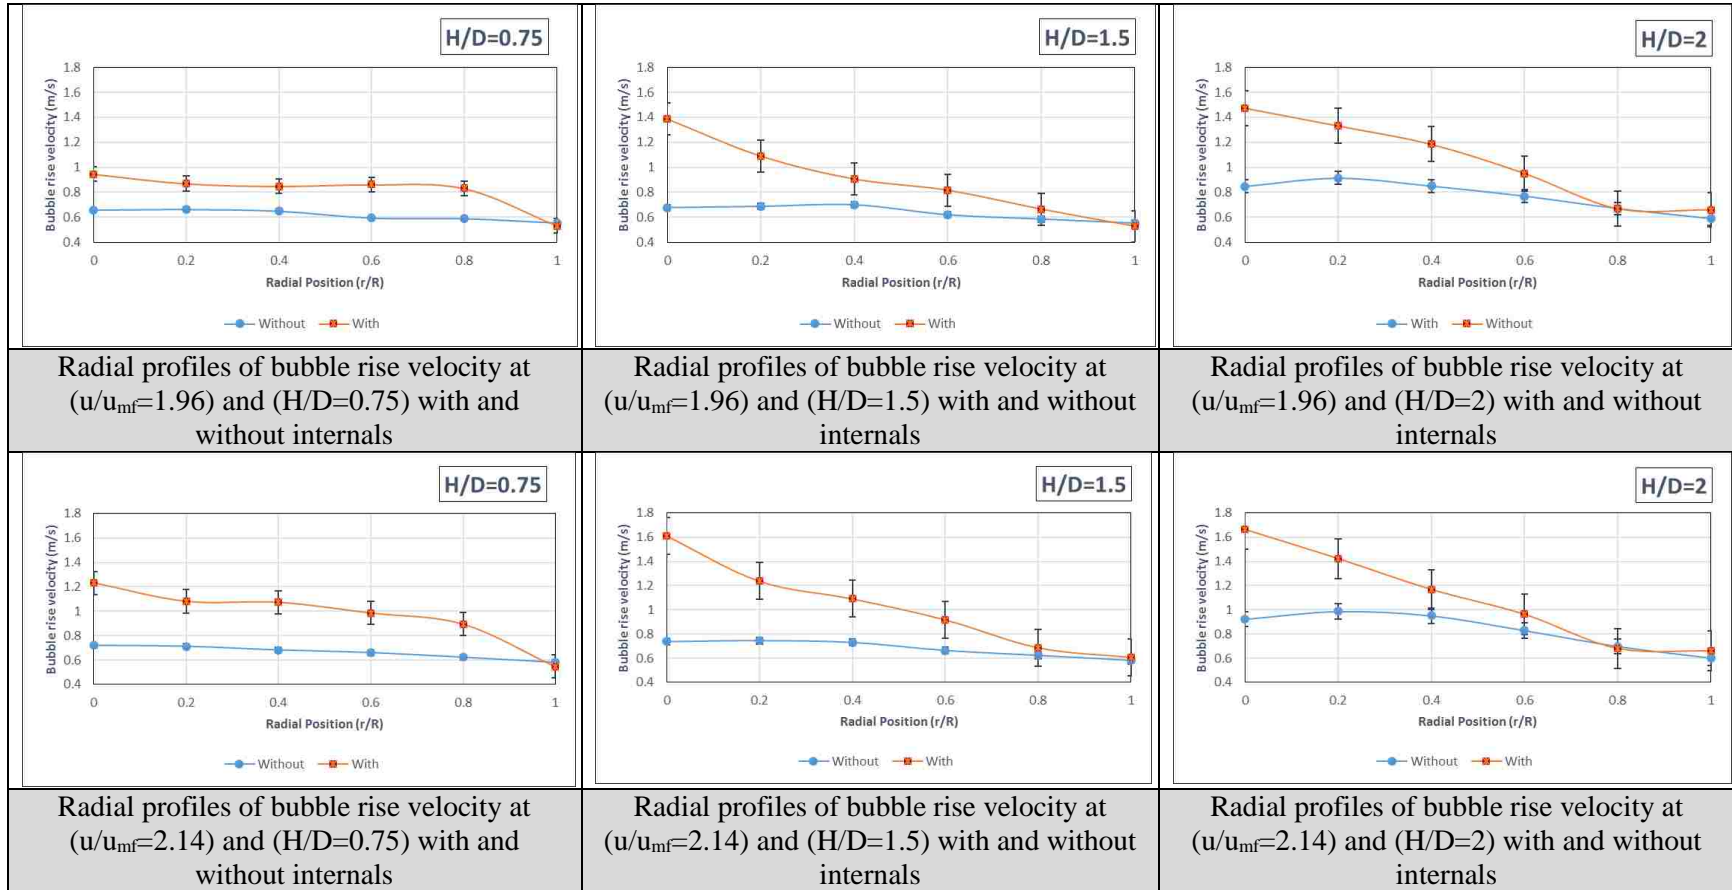 H/D=0.75
Bubble rise velocity (m/s)
1.8
1.6
1.4
1.2
1
0.8
0.6
0.4
0 0.2 0.4 0.6 0.8 1
Radial Position (r/R)
Without With
Radial profiles of bubble rise velocity at
(u/umf=1.96) and (H/D=0.75) with and
without internals
H/D=1.5
Bubble rise velocity (m/s)
1.8
1.6
1.4
1.2
1
0.8
0.6
0.4
0 0.2 0.4 0.6 0.8 1
Radial Position (r/R)
Without With
Radial profiles of bubble rise velocity at
(u/umf=1.96) and (H/D=1.5) with and without
internals
H/D=2
Bubble rise velocity (m/s)
1.8
1.6
1.4
1.2
1
0.8
0.6
0.4
0 0.2 0.4 0.6 0.8 1
Radial Position (r/R)
With Without
Radial profiles of bubble rise velocity at
(u/umf=1.96) and (H/D=2) with and without
internals
H/D=0.75
Bubble rise velocity (m/s)
1.8
1.6
1.4
1.2
1
0.8
0.6
0.4
0 0.2 0.4 0.6 0.8 1
Radial Position (r/R)
Without With
Radial profiles of bubble rise velocity at
(u/umf=2.14) and (H/D=0.75) with and
without internals
H/D=1.5
Bubble rise velocity (m/s)
1.8
1.6
1.4
1.2
1
0.8
0.6
0.4
0 0.2 0.4 0.6 0.8 1
Radial Position (r/R)
Without With
Radial profiles of bubble rise velocity at
(u/umf=2.14) and (H/D=1.5) with and without
internals
H/D=2
Bubble rise velocity (m/s)
1.8
1.6
1.4
1.2
1
0.8
0.6
0.4
0 0.2 0.4 0.6 0.8 1
Radial Position (r/R)
Without With
Radial profiles of bubble rise velocity at
(u/umf=2.14) and (H/D=2) with and without
internals